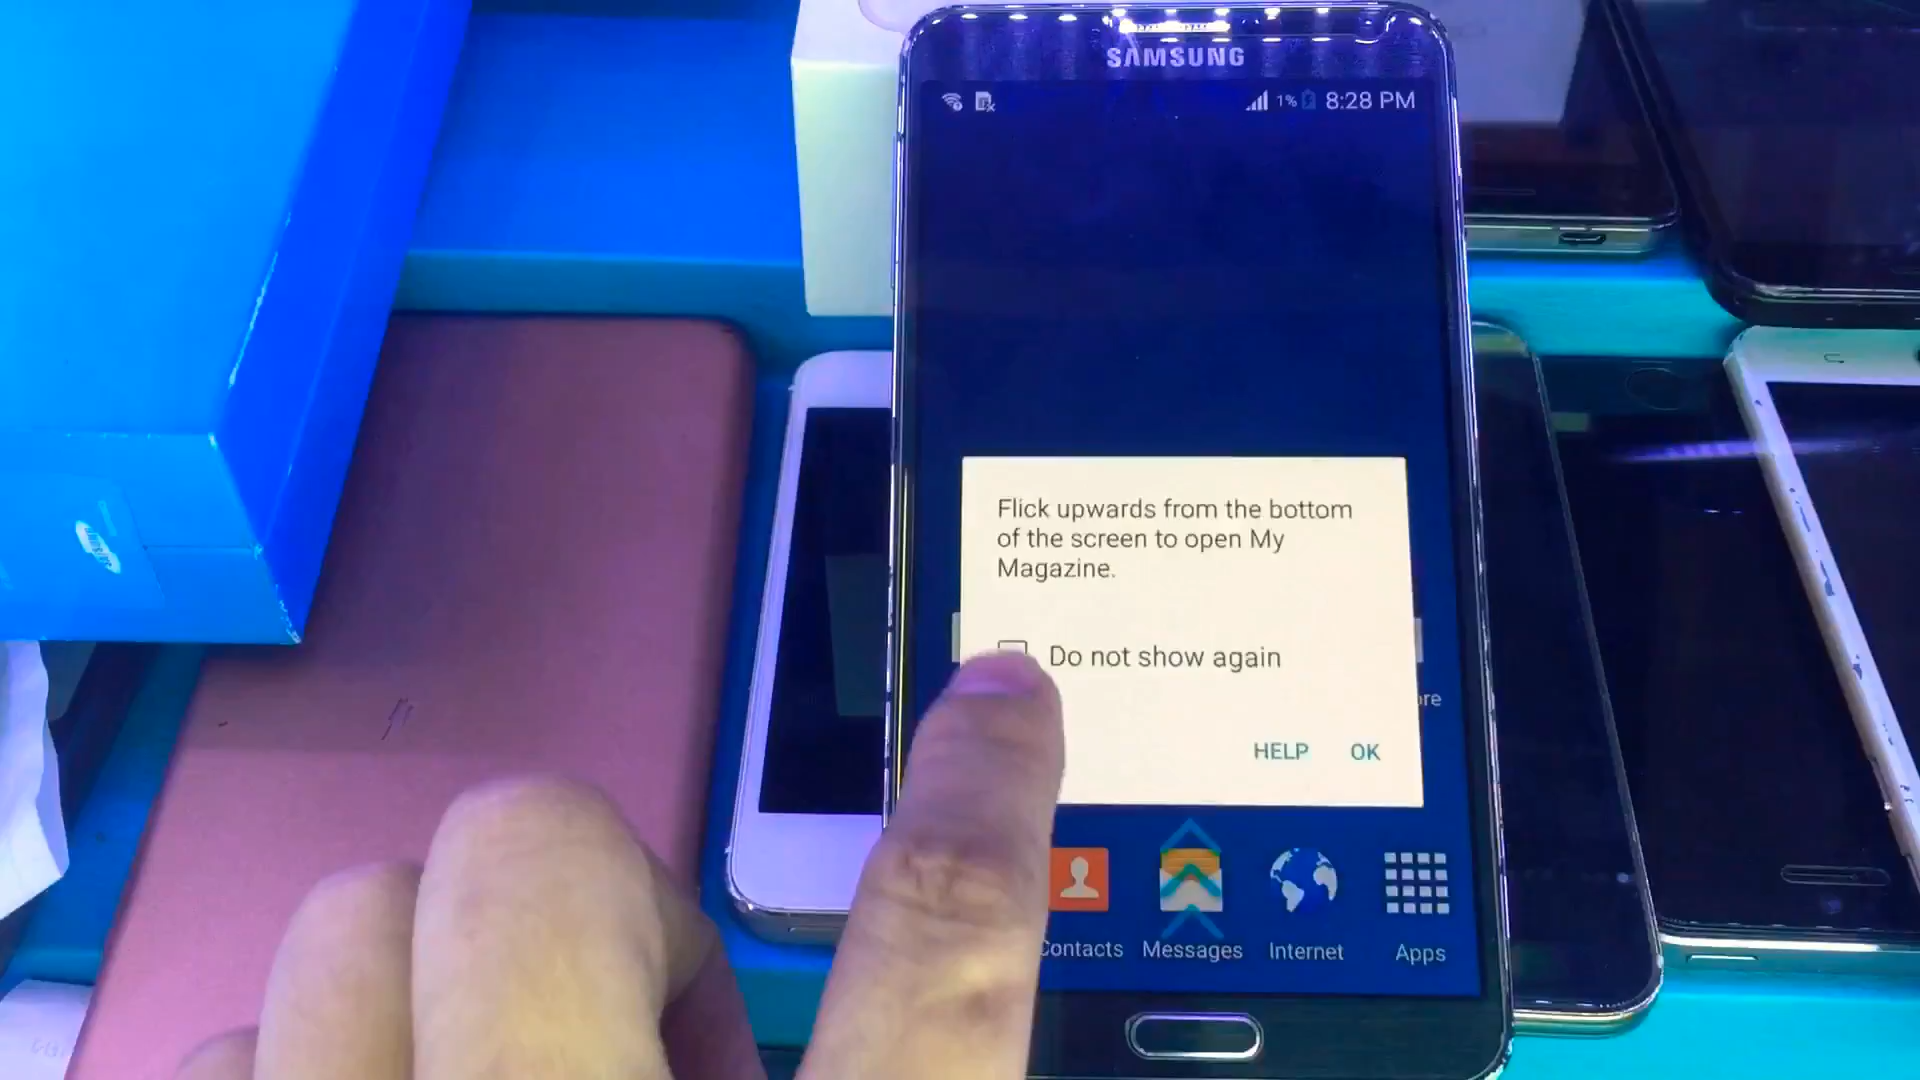 SAMSUNG
1% 8:28 PM
Flick upwards from the bottom
of the screen to open My
Magazine.
Do not show again
HELP OK
Contacts Messages Internet Apps